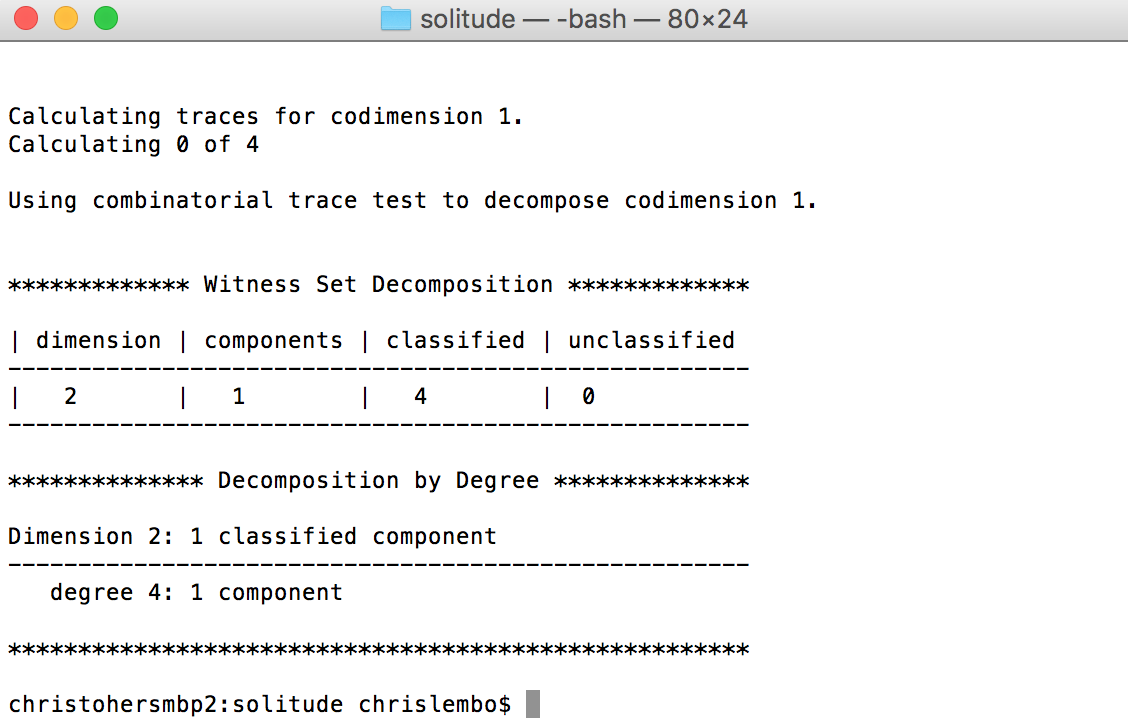 solitude — -bash — 80×24
Calculating traces for codimension 1.
Calculating 0 of 4
Using combinatorial trace test to decompose codimension 1.
************* Witness Set Decomposition *************
| dimension | components | classified | unclassified
-----------------------------------------------------
|   2       |   1        |   4        |  0
-----------------------------------------------------
************** Decomposition by Degree **************
Dimension 2: 1 classified component
-----------------------------------------------------
   degree 4: 1 component
*****************************************************
christohersmbp2:solitude chrislembo$